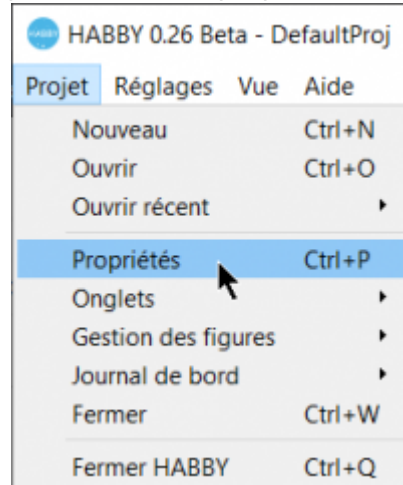 HABBY 0.26 Beta - DefaultProj
Projet Réglages Vue Aide
Nouveau Ctrl+N
Ouvrir Ctrl+O
Ouvrir récent
Propriétés Ctrl+P
Onglets
Gestion des figures
Journal de bord
Fermer Ctrl+W
Fermer HABBY Ctrl+Q